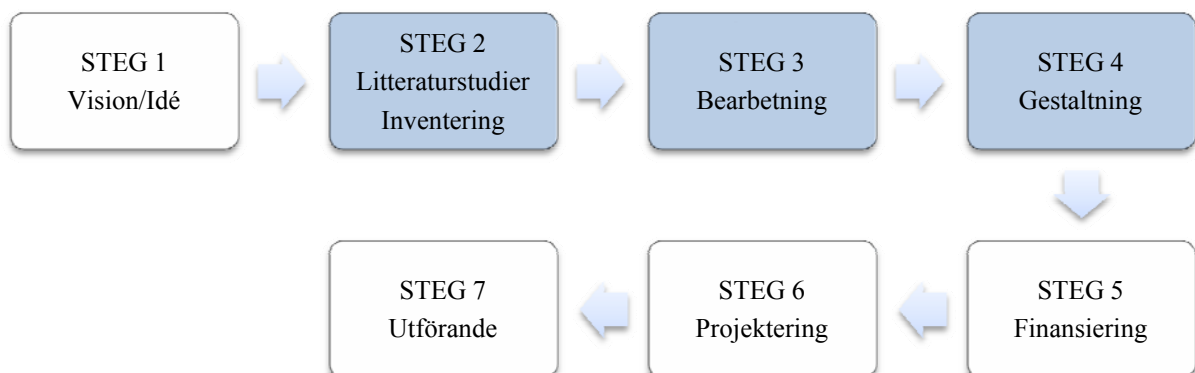 STEG 1
Vision/Idé
STEG 2
Litteraturstudier
Inventering
STEG 3
Bearbetning
STEG 4
Gestaltning
STEG 5
Finansiering
STEG 6
Projektering
STEG 7
Utförande